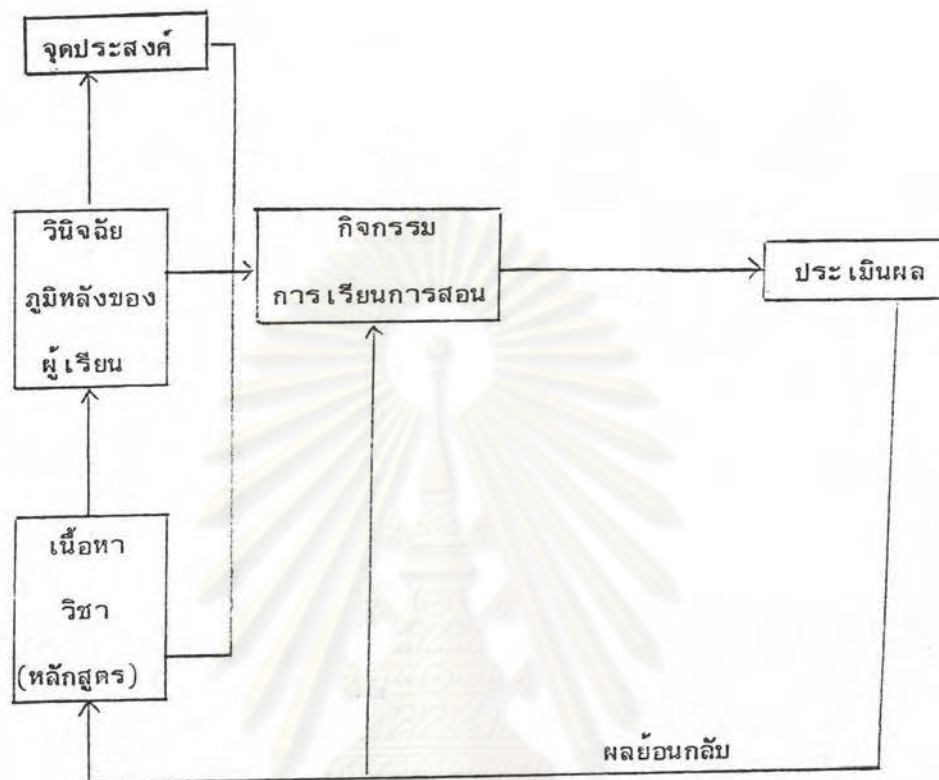 จุดประสงค์
วินิจฉัย
ภูมิหลังของ
ผู้เรียน
กิจกรรม
การเรียนการสอน
ประเมินผล
เนื้อหา
วิชา
(หลักสูตร)
ผลย้อนกลับ